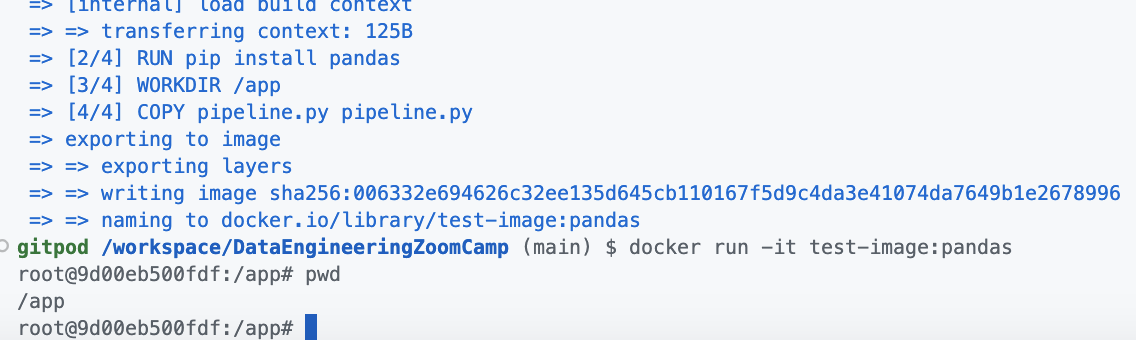 => [internal] load build context
=> => transferring context: 125B
=> [2/4] RUN pip install pandas
=> [3/4] WORKDIR /app
=> [4/4] COPY pipeline.py pipeline.py
=> exporting to image
=> => exporting layers
=> => writing image sha256:006332e694626c32ee135d645cb110167f5d9c4da3e41074da7649b1e2678996
=> => naming to docker.io/library/test-image:pandas
gitpod /workspace/DataEngineeringZoomCamp (main) $ docker run -it test-image:pandas
root@9d00eb500fdf:/app# pwd
/app
root@9d00eb500fdf:/app#